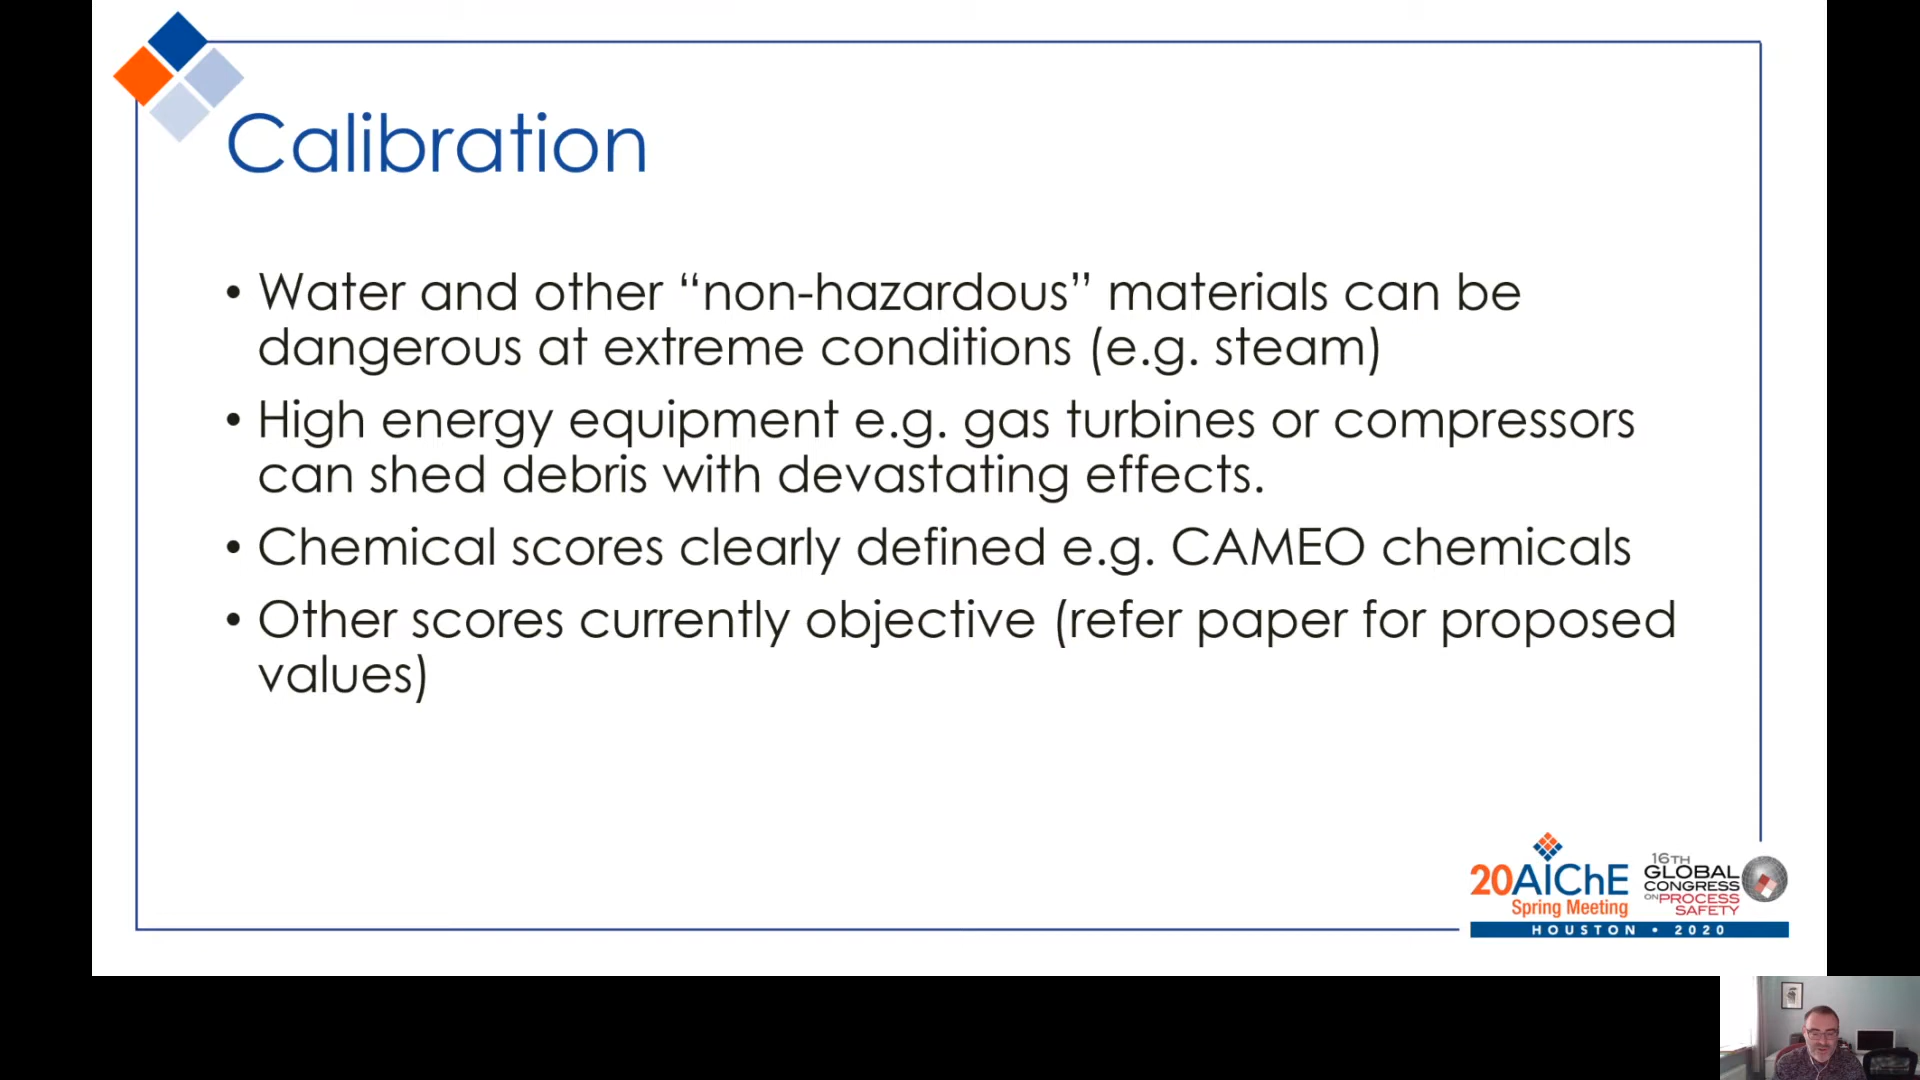 Calibration
• Water and other “non-hazardous” materials can be
dangerous at extreme conditions (e.g. steam)
• High energy equipment e.g. gas turbines or compressors
can shed debris with devastating effects.
• Chemical scores clearly defined e.g. CAMEO chemicals
• Other scores currently objective (refer paper for proposed
values)
20AIChE
Spring Meeting
16TH
GLOBAL
CONGRESS
ON PROCESS
SAFETY
HOUSTON • 2020